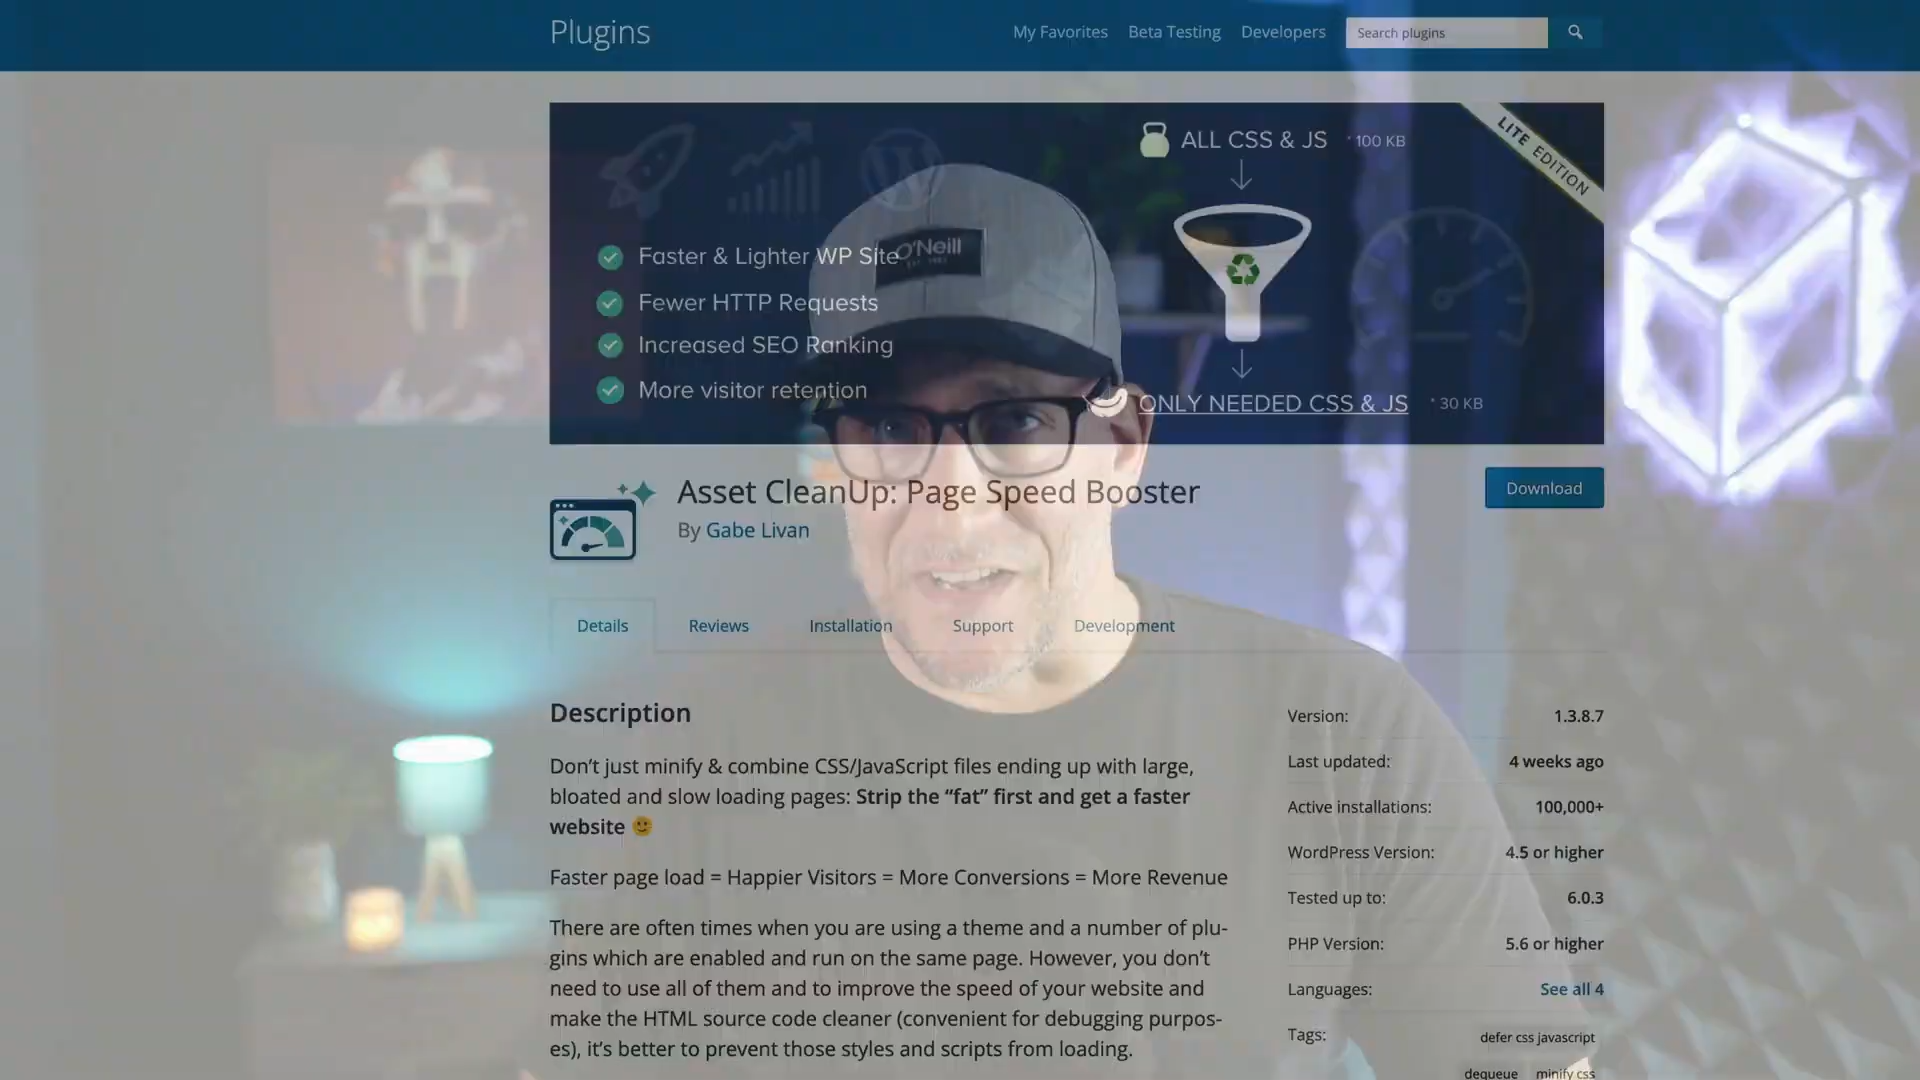 Plugins
My Favorites
Beta Testing
Developers
Search plugins
ALL CSS & JS
* 100 KB
LITE EDITION
O'Neill
Faster & Lighter WP Site
Fewer HTTP Requests
Increased SEO Ranking
More visitor retention
ONLY NEEDED CSS & JS
* 30 KB
Asset CleanUp: Page Speed Booster
By Gabe Livan
Download
Details
Reviews
Installation
Support
Development
Description
Don’t just minify & combine CSS/JavaScript files ending up with large,
bloated and slow loading pages: Strip the “fat” first and get a faster
website 🙂
Faster page load = Happier Visitors = More Conversions = More Revenue
There are often times when you are using a theme and a number of plu-
gins which are enabled and run on the same page. However, you don’t
need to use all of them and to improve the speed of your website and
make the HTML source code cleaner (convenient for debugging purpos-
es), it’s better to prevent those styles and scripts from loading.
Version: 1.3.8.7
Last updated: 4 weeks ago
Active installations: 100,000+
WordPress Version: 4.5 or higher
Tested up to: 6.0.3
PHP Version: 5.6 or higher
Languages: See all 4
Tags: defer css javascript
dequeue minify css